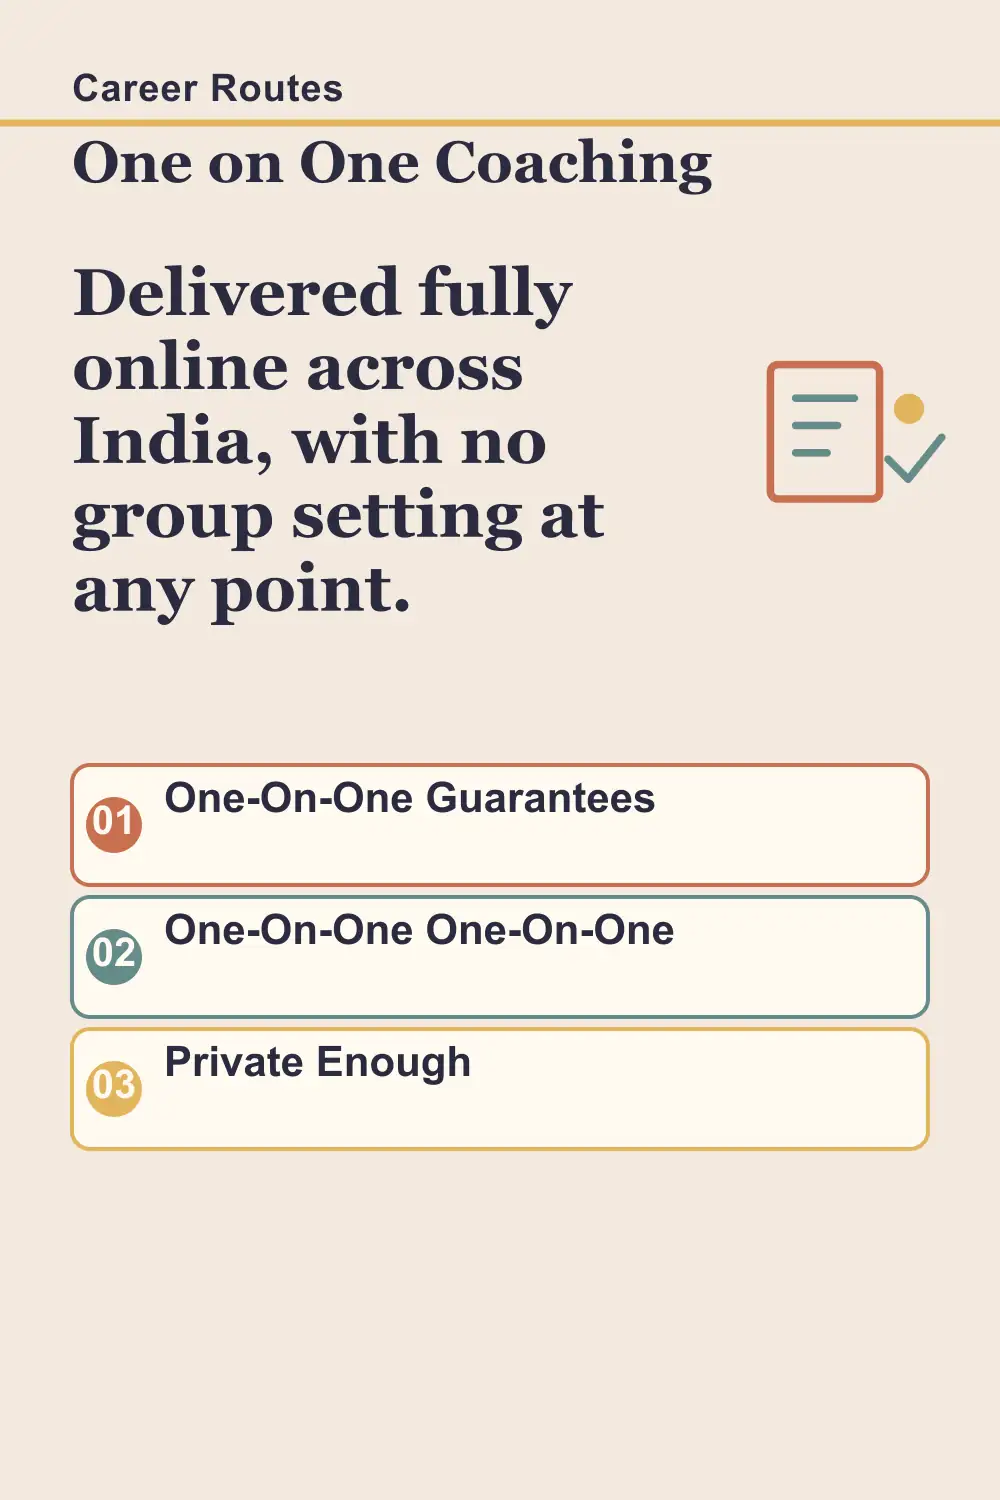 Career Routes
One on One Coaching
Delivered fully
online across
India, with no
group setting at
any point.
01 One-On-One Guarantees
02 One-On-One One-On-One
03 Private Enough